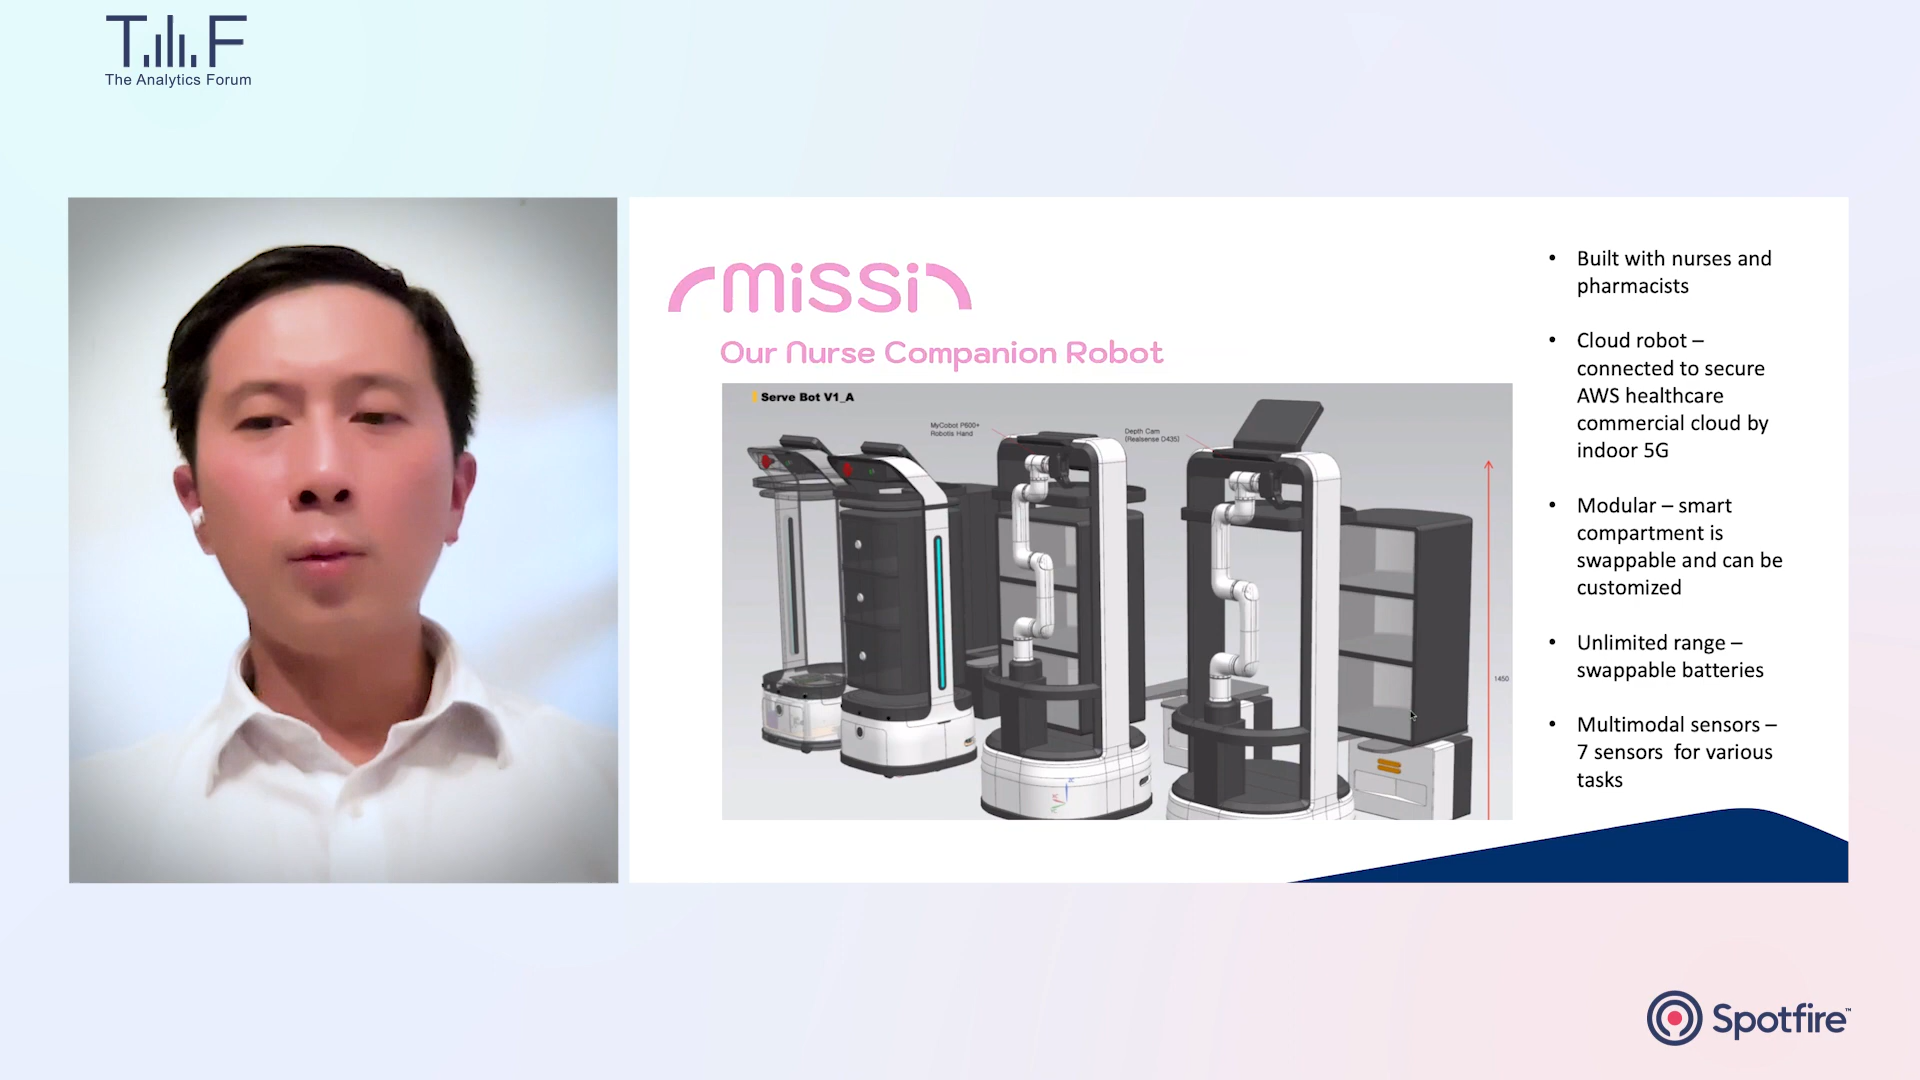 T F
The Analytics Forum
missi
Our Nurse Companion Robot
Serve Bot V1_A
MyCobot P600+
Robotis Hand
Depth Cam
(Realsense D435)
1450
• Built with nurses and
pharmacists
• Cloud robot –
connected to secure
AWS healthcare
commercial cloud by
indoor 5G
• Modular – smart
compartment is
swappable and can be
customized
• Unlimited range –
swappable batteries
• Multimodal sensors –
7 sensors for various
tasks
Spotfire™